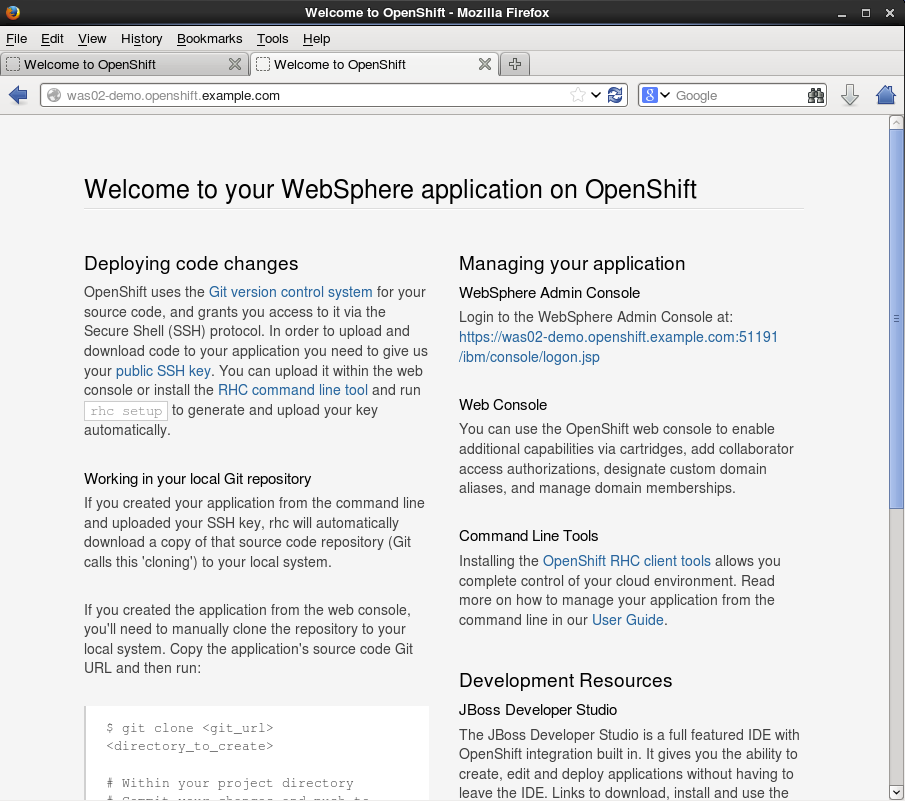 Welcome to OpenShift - Mozilla Firefox
File Edit View History Bookmarks Tools Help
Welcome to OpenShift
Welcome to OpenShift
was02-demo.openshift.example.com
8 Google
Welcome to your WebSphere application on OpenShift
Deploying code changes
OpenShift uses the Git version control system for your
source code, and grants you access to it via the
Secure Shell (SSH) protocol. In order to upload and
download code to your application you need to give us
your public SSH key. You can upload it within the web
console or install the RHC command line tool and run
rhc setup to generate and upload your key
automatically.
Working in your local Git repository
If you created your application from the command line
and uploaded your SSH key, rhc will automatically
download a copy of that source code repository (Git
calls this 'cloning') to your local system.
If you created the application from the web console,
you'll need to manually clone the repository to your
local system. Copy the application's source code Git
URL and then run:
$ git clone <git_url>
<directory_to_create>
# Within your project directory
# Commit your changes and push to
Managing your application
WebSphere Admin Console
Login to the WebSphere Admin Console at:
https://was02-demo.openshift.example.com:51191
/ibm/console/logon.jsp
Web Console
You can use the OpenShift web console to enable
additional capabilities via cartridges, add collaborator
access authorizations, designate custom domain
aliases, and manage domain memberships.
Command Line Tools
Installing the OpenShift RHC client tools allows you
complete control of your cloud environment. Read
more on how to manage your application from the
command line in our User Guide.
Development Resources
JBoss Developer Studio
The JBoss Developer Studio is a full featured IDE with
OpenShift integration built in. It gives you the ability to
create, edit and deploy applications without having to
leave the IDE. Links to download, install and use the